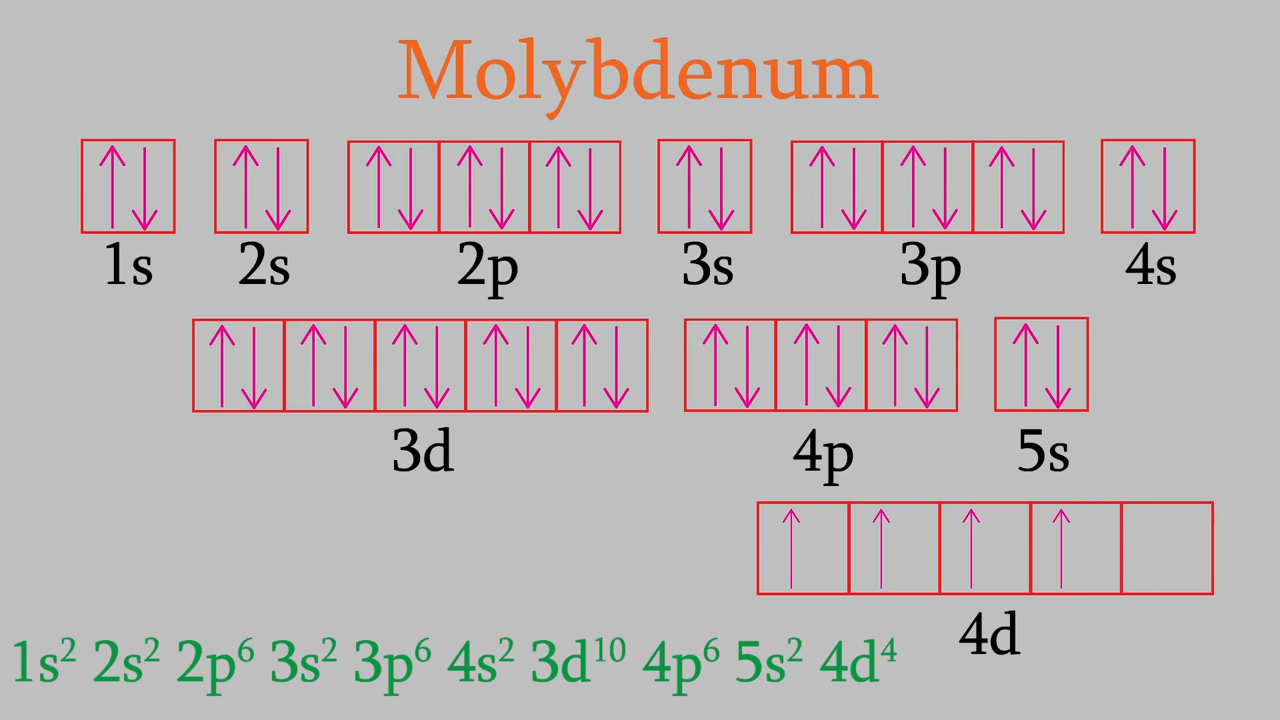 Molybdenum
1s 2s 2p 3s 3p 4s
3d 4p 5s
4d
1s² 2s² 2p⁶ 3s² 3p⁶ 4s² 3d¹⁰ 4p⁶ 5s² 4d⁴